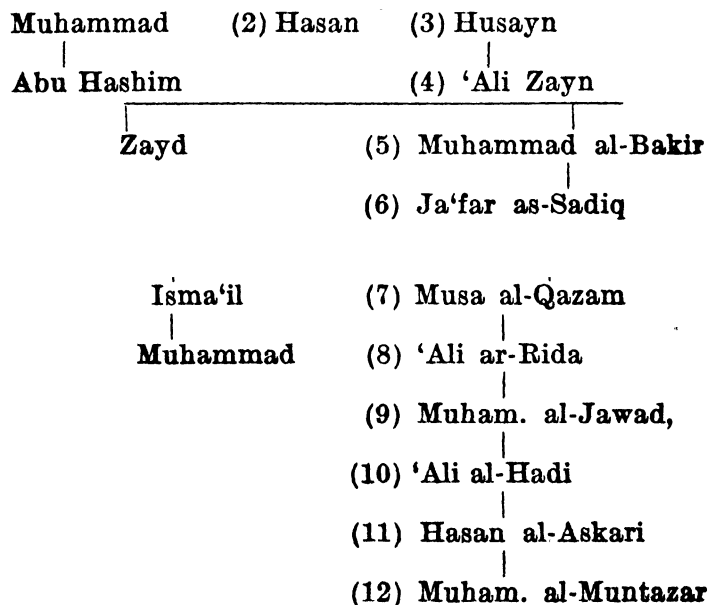 Muhammad (2) Hasan (3) Husayn
Abu Hashim (4) ‘Ali Zayn
Zayd (5) Muhammad al-Bakir
(6) Ja‘far as-Sadiq
Isma‘il (7) Musa al-Qazam
Muhammad (8) ‘Ali ar-Rida
(9) Muham. al-Jawad,
(10) ‘Ali al-Hadi
(11) Hasan al-Askari
(12) Muham. al-Muntazar